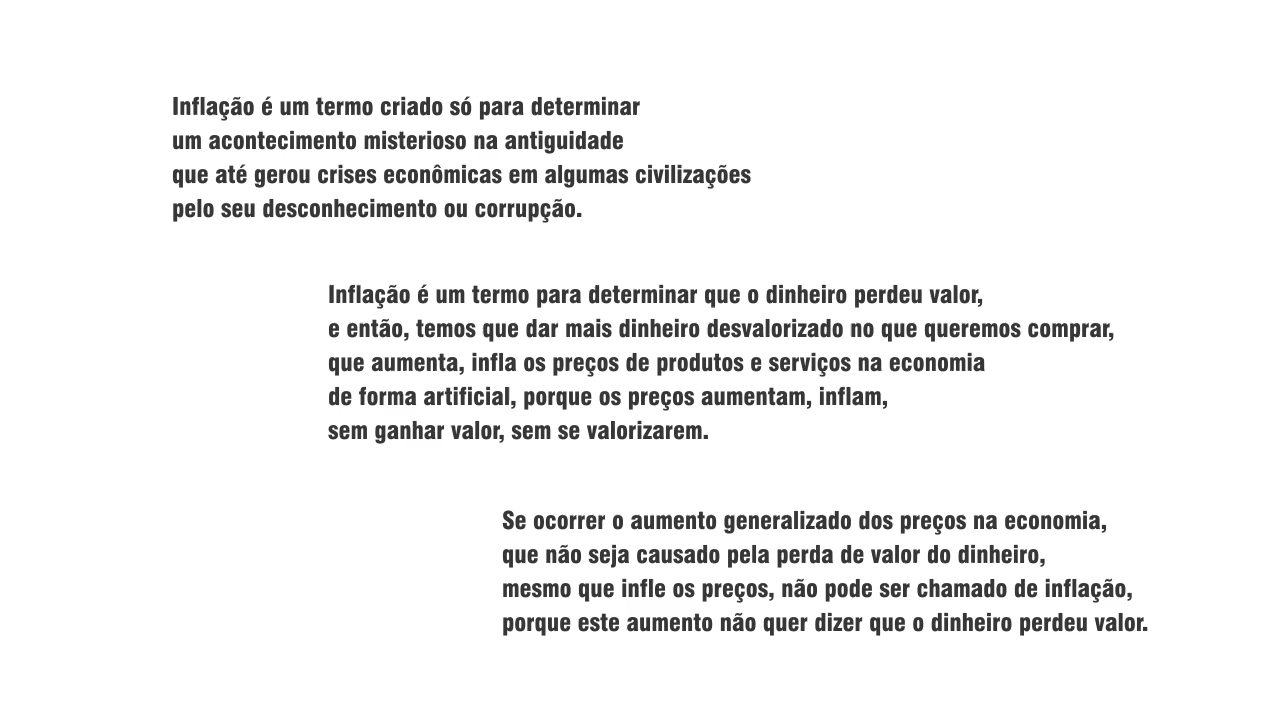 Inflação é um termo criado só para determinar
um acontecimento misterioso na antiguidade
que até gerou crises econômicas em algumas civilizações
pelo seu desconhecimento ou corrupção.
Inflação é um termo para determinar que o dinheiro perdeu valor,
e então, temos que dar mais dinheiro desvalorizado no que queremos comprar,
que aumenta, infla os preços de produtos e serviços na economia
de forma artificial, porque os preços aumentam, inflam,
sem ganhar valor, sem se valorizarem.
Se ocorrer o aumento generalizado dos preços na economia,
que não seja causado pela perda de valor do dinheiro,
mesmo que infle os preços, não pode ser chamado de inflação,
porque este aumento não quer dizer que o dinheiro perdeu valor.